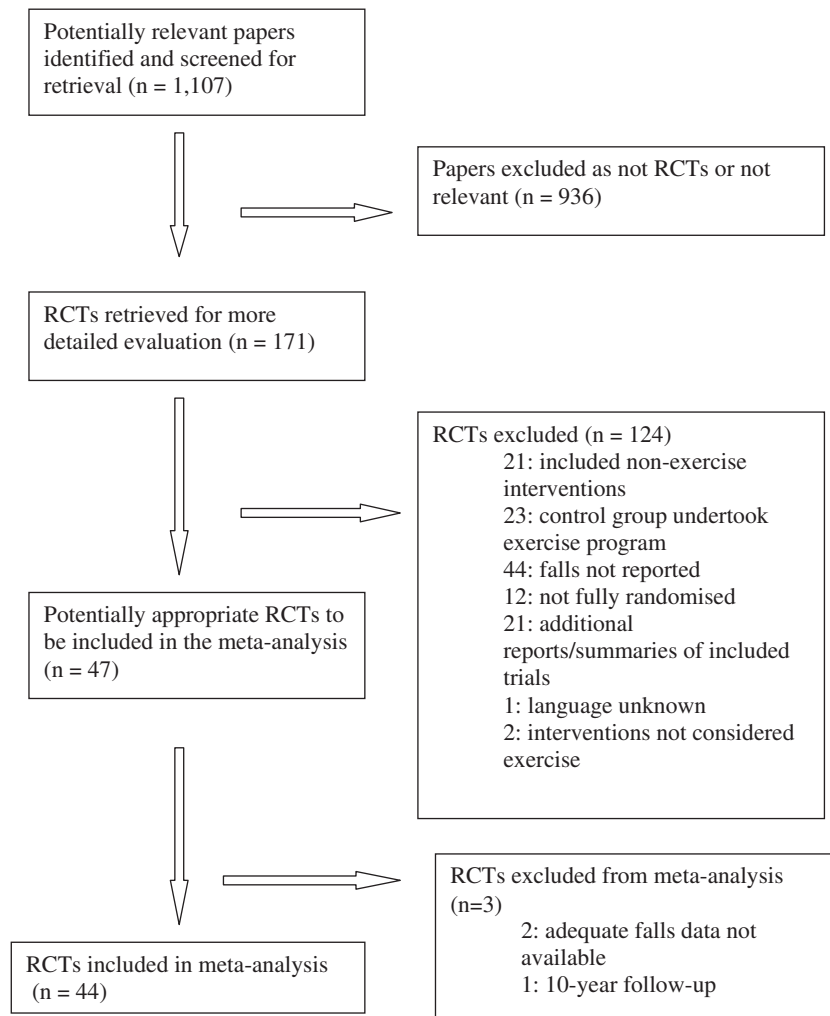 Potentially relevant papers
identified and screened for
retrieval (n = 1,107)
Papers excluded as not RCTs or not
relevant (n = 936)
RCTs retrieved for more
detailed evaluation (n = 171)
RCTs excluded (n = 124)
21: included non-exercise
interventions
23: control group undertook
exercise program
44: falls not reported
12: not fully randomised
21: additional
reports/summaries of included
trials
1: language unknown
2: interventions not considered
exercise
Potentially appropriate RCTs to
be included in the meta-analysis
(n = 47)
RCTs excluded from meta-analysis
(n=3)
2: adequate falls data not
available
1: 10-year follow-up
RCTs included in meta-analysis
(n = 44)